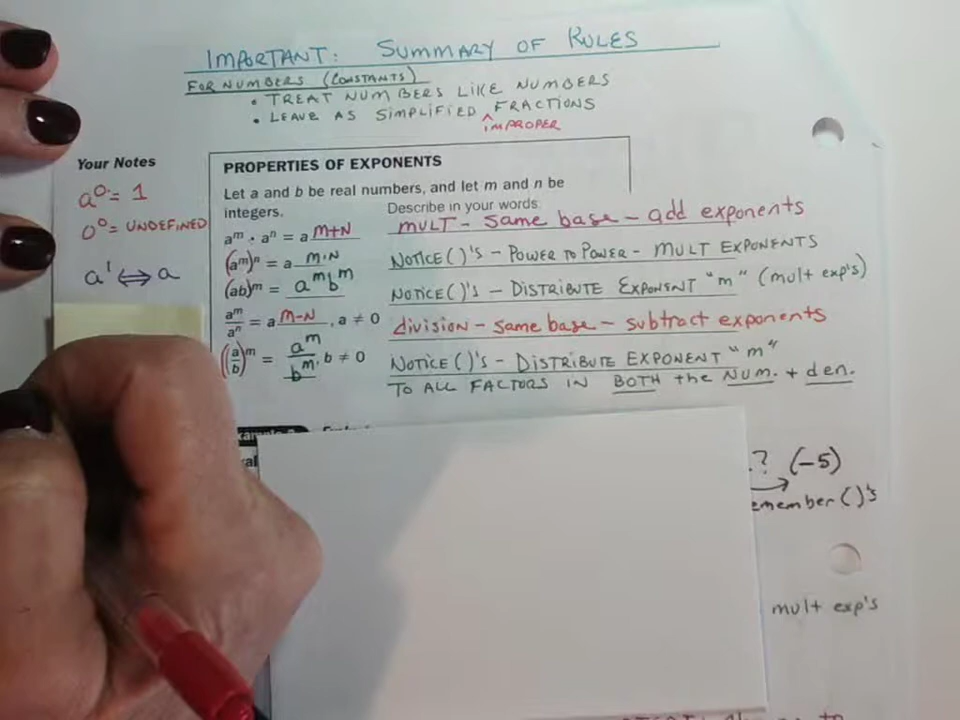 IMPORTANT: SUMMARY OF RULES
FOR NUMBERS (CONSTANTS)
• TREAT NUMBERS LIKE NUMBERS
• LEAVE AS SIMPLIFIED ^ FRACTIONS
IMPROPER
Your Notes
a⁰ = 1
0⁰ = UNDEFINED
a¹ ⟺ a
PROPERTIES OF EXPONENTS
Let a and b be real numbers, and let m and n be
integers.
Describe in your words:
aᵐ · aⁿ = a m+n
MULT - same base - add exponents
(aᵐ)ⁿ = a m·n
NOTICE ( )'S - POWER TO POWER - MULT EXPONENTS
(ab)ᵐ = aᵐbᵐ
NOTICE ( )'S - DISTRIBUTE EXPONENT "m" (mult exp's)
aᵐ/aⁿ = a m-n, a ≠ 0
division - same base - subtract exponents
(a/b)ᵐ = aᵐ/bᵐ, b ≠ 0
NOTICE ( )'S - DISTRIBUTE EXPONENT "m"
TO ALL FACTORS IN BOTH the NUM. + den.
? (-5)
emember ( )'s
mult exp's